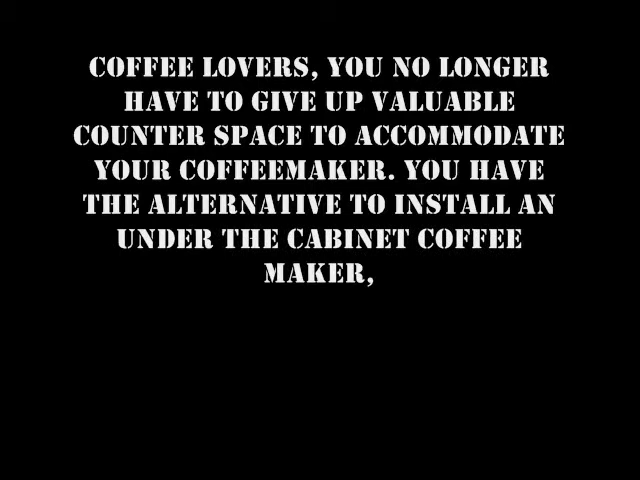 COFFEE LOVERS, YOU NO LONGER
HAVE TO GIVE UP VALUABLE
COUNTER SPACE TO ACCOMMODATE
YOUR COFFEEMAKER. YOU HAVE
THE ALTERNATIVE TO INSTALL AN
UNDER THE CABINET COFFEE
MAKER,